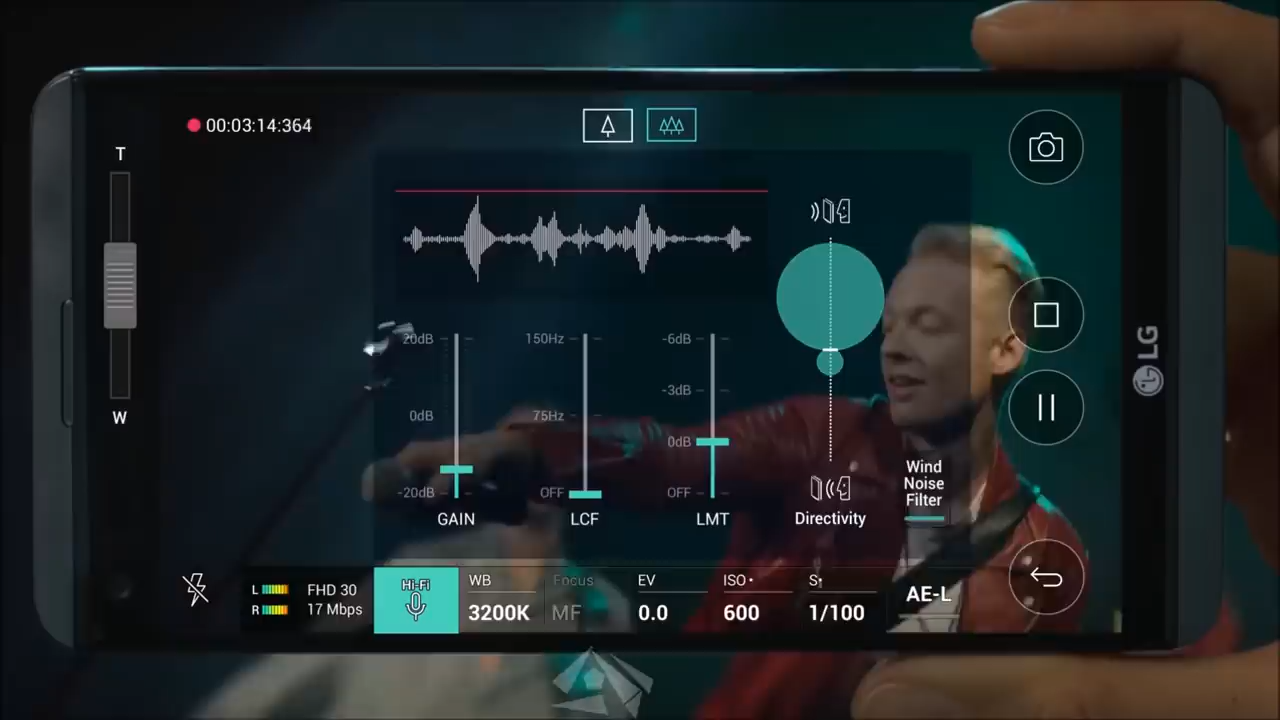 00:03:14:364
T
W
20dB
0dB
-20dB
GAIN
150Hz
75Hz
OFF
LCF
-6dB
-3dB
0dB
OFF
LMT
Directivity
Wind
Noise
Filter
LG
L
R
FHD 30
17 Mbps
Hi-Fi
WB
3200K
Focus
MF
EV
0.0
ISO
600
S
1/100
AE-L